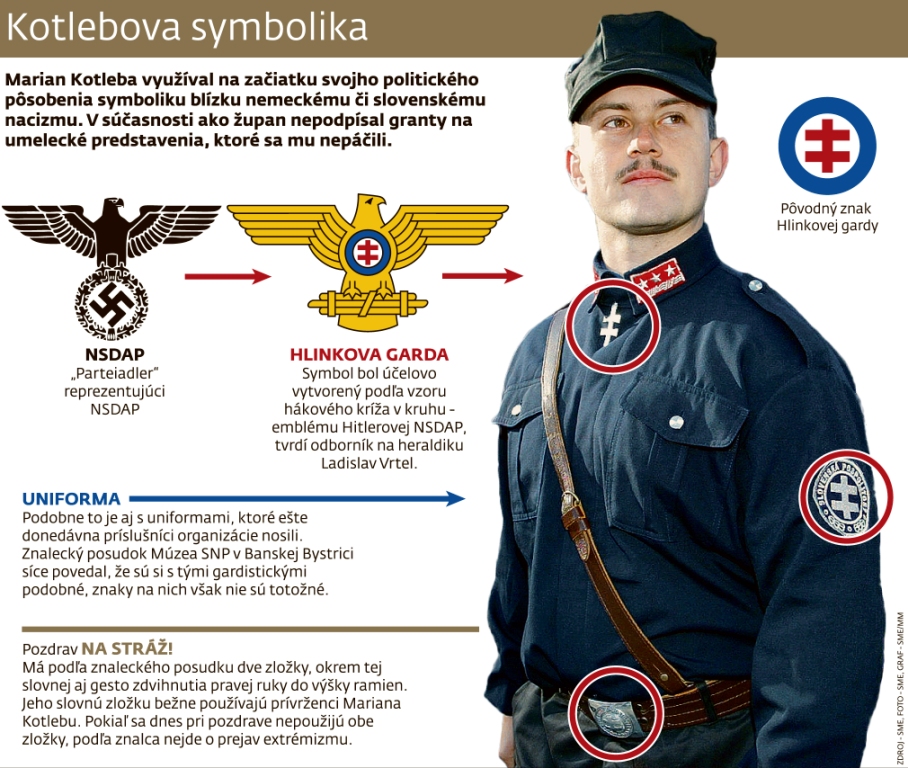 Kotlebova symbolika
Marian Kotleba využíval na začiatku svojho politického
pôsobenia symboliku blízku nemeckému či slovenskému
nacizmu. V súčasnosti ako župan nepodpísal granty na
umelecké predstavenia, ktoré sa mu nepáčili.
Pôvodný znak
Hlinkovej gardy
NSDAP
„Parteiadler“
reprezentujúci
NSDAP
HLINKOVA GARDA
Symbol bol účelovo
vytvorený podľa vzoru
hákového kríža v kruhu -
emblému Hitlerovej NSDAP,
tvrdí odborník na heraldiku
Ladislav Vrtel.
UNIFORMA
Podobne to je aj s uniformami, ktoré ešte
donedávna príslušníci organizácie nosili.
Znalecký posudok Múzea SNP v Banskej Bystrici
síce povedal, že sú si s tými gardistickými
podobné, znaky na nich však nie sú totožné.
SLOVENSKÁ POSPOLITOSŤ
Pozdrav NA STRÁŽ!
Má podľa znaleckého posudku dve zložky, okrem tej
slovnej aj gesto zdvihnutia pravej ruky do výšky ramien.
Jeho slovnú zložku bežne používajú prívrženci Mariana
Kotlebu. Pokiaľ sa dnes pri pozdrave nepoužijú obe
zložky, podľa znalca nejde o prejav extrémizmu.
ZDROJ - SME, FOTO - SME, GRAF - SME/MM